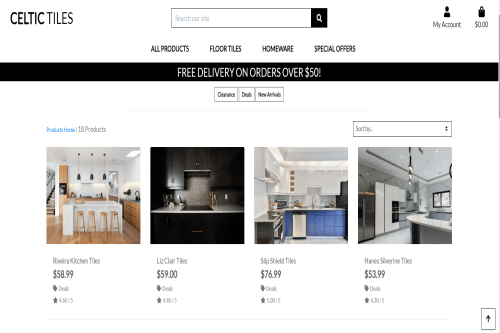 CELTIC TILES
Search our site
My Account
$0.00
ALL PRODUCTS FLOOR TILES HOMEWARE SPECIAL OFFERS
FREE DELIVERY ON ORDERS OVER $50!
Clearance Deals New Arrivals
Products Home | 18 Products
Sort by...
Riveira Kitchen Tiles
$58.99
Deals
4.60 / 5
Liz Clair Tiles
$59.00
Deals
4.60 / 5
Slip Shield Tiles
$76.99
Deals
5.00 / 5
Hanes Silverine Tiles
$53.99
Deals
4.30 / 5